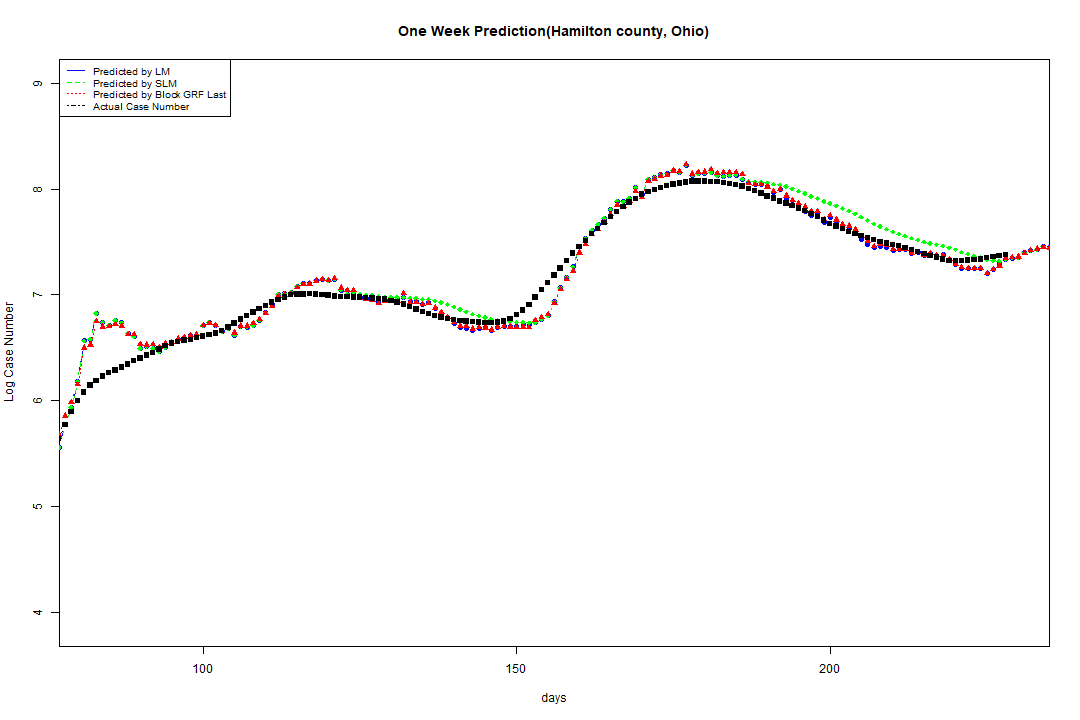 One Week Prediction(Hamilton county, Ohio)
Predicted by LM
Predicted by SLM
Predicted by Block GRF Last
Actual Case Number
9
8
7
6
5
4
Log Case Number
100 150 200
days